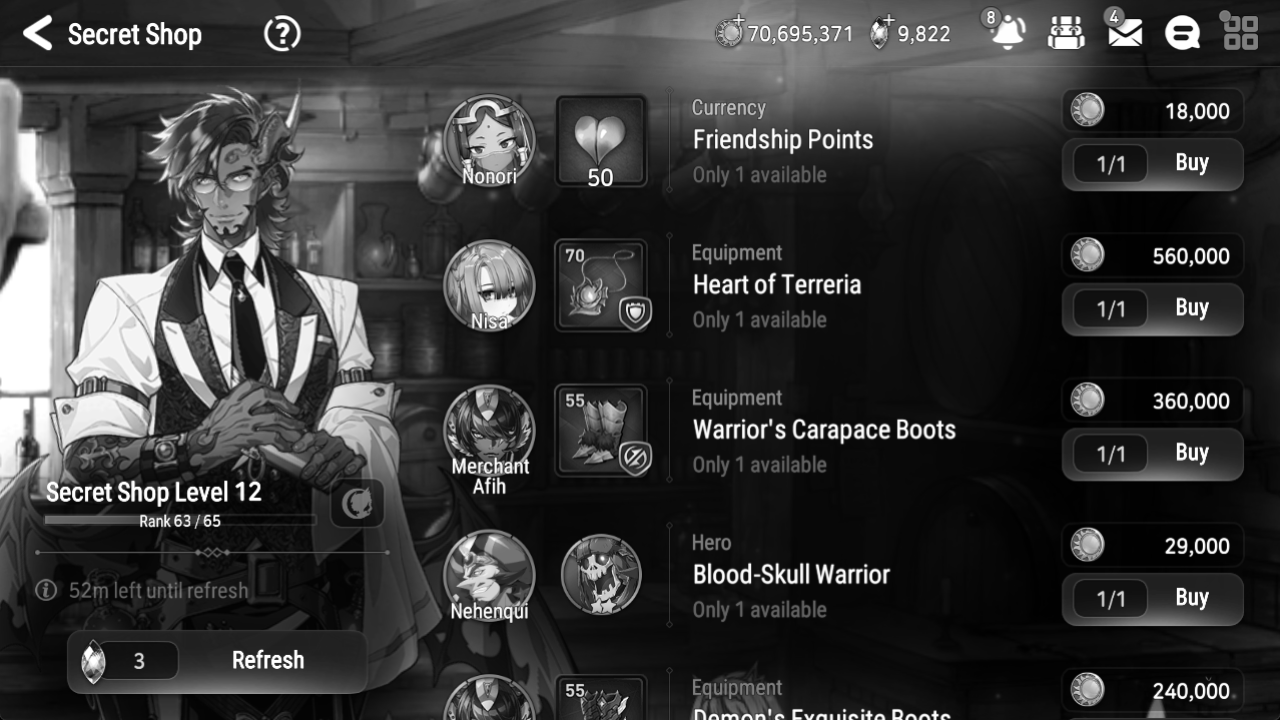 Secret Shop
?
70,695,371
9,822
8
4
Nonori
50
Currency
Friendship Points
Only 1 available
18,000
1/1 Buy
Nisa
70
Equipment
Heart of Terreria
Only 1 available
560,000
1/1 Buy
Merchant
Afih
55
Equipment
Warrior's Carapace Boots
Only 1 available
360,000
1/1 Buy
Secret Shop Level 12
Rank 63 / 65
52m left until refresh
3 Refresh
Nehenqui
Hero
Blood-Skull Warrior
Only 1 available
29,000
1/1 Buy
55
Equipment
Demon's Exquisite Boots
240,000